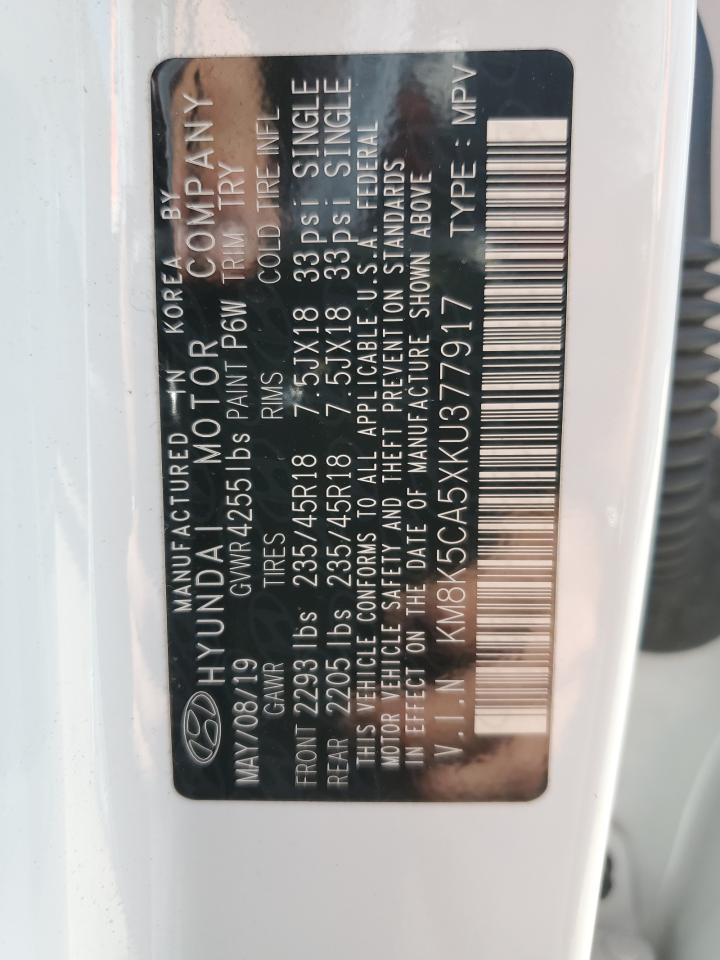 MANUFACTURED IN KOREA BY
HYUNDAI MOTOR COMPANY
MAY/08/19 GVWR 4255 lbs PAINT P6W TRIM TRY
GAWR TIRES RIMS COLD TIRE INFL
FRONT 2293 lbs 235/45R18 7.5JX18 33psi SINGLE
REAR 2205 lbs 235/45R18 7.5JX18 33psi SINGLE
THIS VEHICLE CONFORMS TO ALL APPLICABLE U.S.A. FEDERAL
MOTOR VEHICLE SAFETY AND THEFT PREVENTION STANDARDS
IN EFFECT ON THE DATE OF MANUFACTURE SHOWN ABOVE
V.I.N KM8K5CA5XKU377917 TYPE : MPV